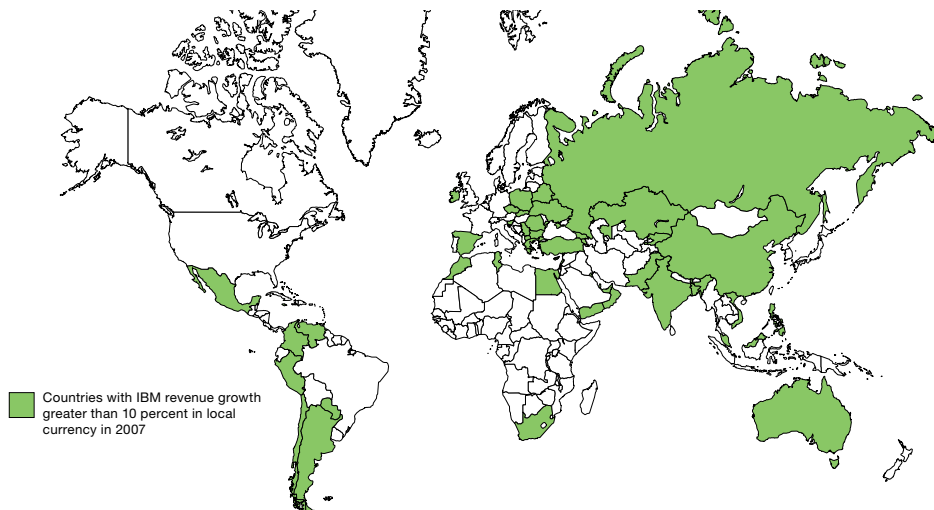 Countries with IBM revenue growth
greater than 10 percent in local
currency in 2007